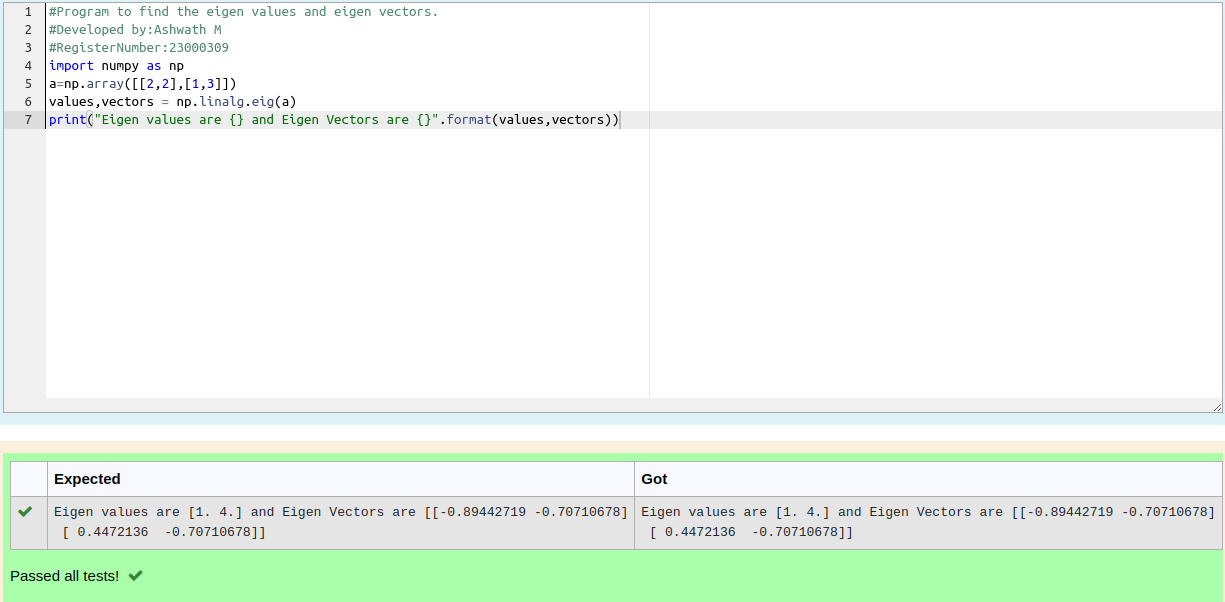 1 #Program to find the eigen values and eigen vectors.
2 #Developed by:Ashwath M
3 #RegisterNumber:23000309
4 import numpy as np
5 a=np.array([[2,2],[1,3]])
6 values,vectors = np.linalg.eig(a)
7 print("Eigen values are {} and Eigen Vectors are {}".format(values,vectors))
Expected Got
Eigen values are [1. 4.] and Eigen Vectors are [[-0.89442719 -0.70710678] Eigen values are [1. 4.] and Eigen Vectors are [[-0.89442719 -0.70710678]
[ 0.4472136  -0.70710678]] [ 0.4472136  -0.70710678]]
Passed all tests!